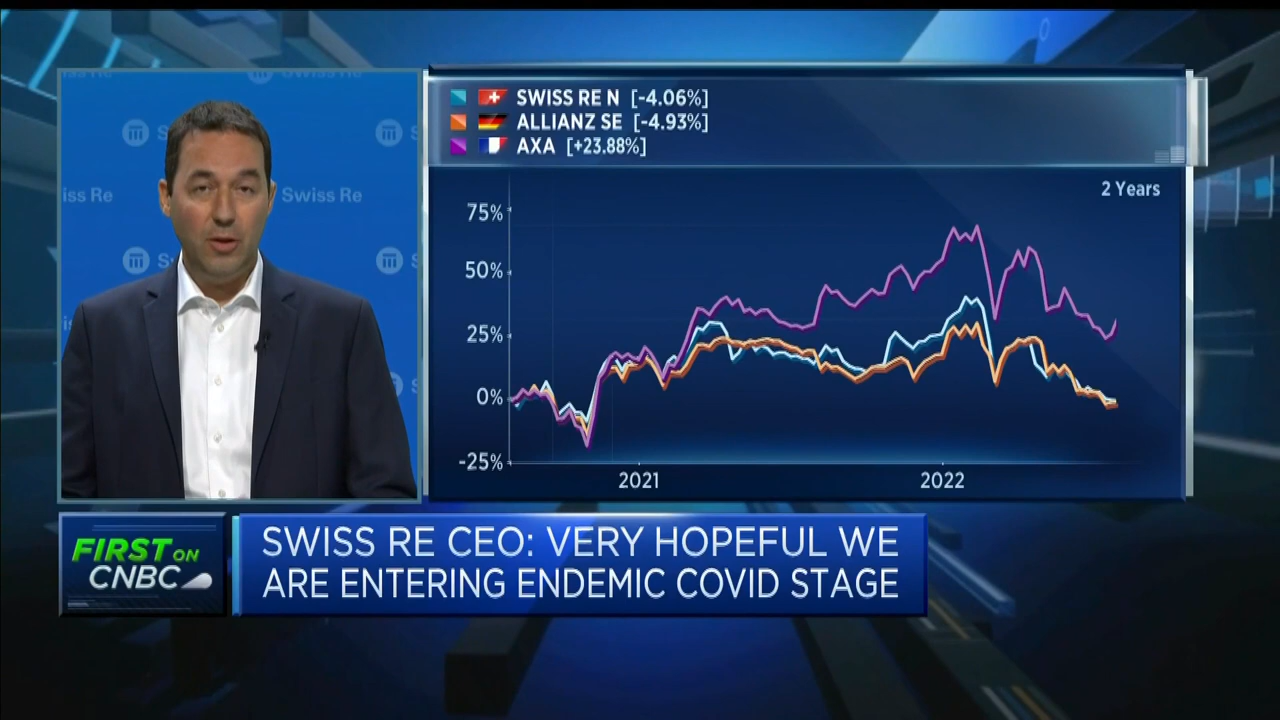 Swiss Re
iss Re
Swiss Re
SWISS RE N [-4.06%]
ALLIANZ SE [-4.93%]
AXA [+23.88%]
2 Years
75%
50%
25%
0%
-25%
2021
2022
FIRST ON
CNBC
SWISS RE CEO: VERY HOPEFUL WE
ARE ENTERING ENDEMIC COVID STAGE